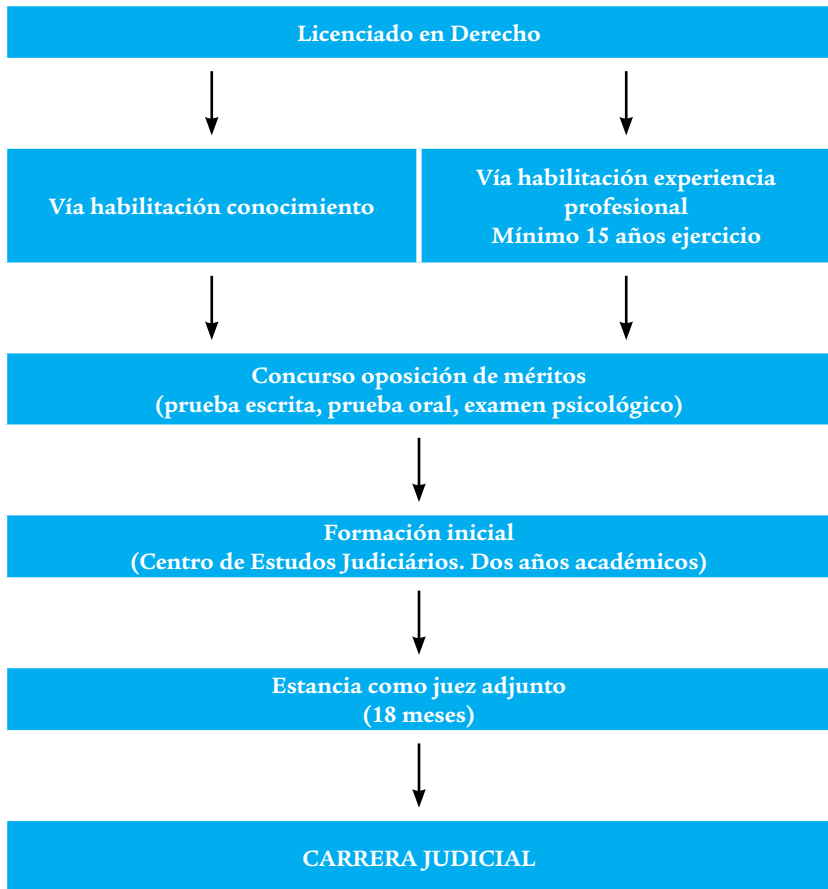 Licenciado en Derecho
Vía habilitación conocimiento
Vía habilitación experiencia
profesional
Mínimo 15 años ejercicio
Concurso oposición de méritos
(prueba escrita, prueba oral, examen psicológico)
Formación inicial
(Centro de Estudos Judiciários. Dos años académicos)
Estancia como juez adjunto
(18 meses)
CARRERA JUDICIAL